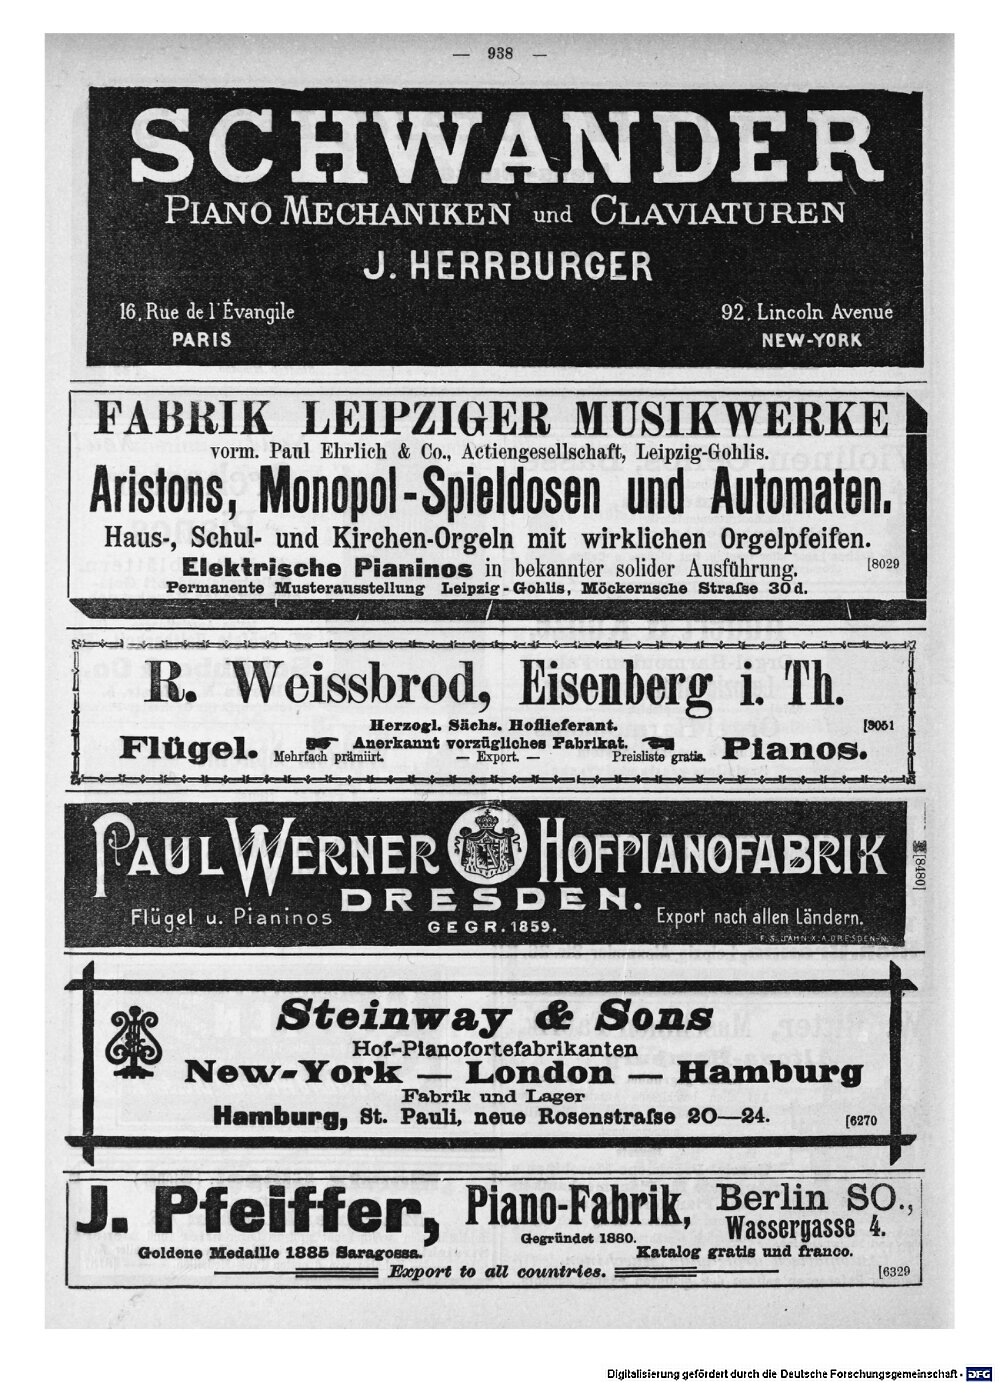 — 938 —
SCHWANDER
PIANO MECHANIKEN und CLAVIATUREN
J. HERRBURGER
16, Rue de l'Évangile
PARIS
92, Lincoln Avenue
NEW-YORK
FABRIK LEIPZIGER MUSIKWERKE
vorm. Paul Ehrlich & Co., Actiengesellschaft, Leipzig-Gohlis.
Aristons, Monopol-Spieldosen und Automaten.
Haus-, Schul- und Kirchen-Orgeln mit wirklichen Orgelpfeifen.
Elektrische Pianinos in bekannter solider Ausführung. [8029
Permanente Musterausstellung Leipzig-Gohlis, Möckernsche Straſse 30d.
R. Weissbrod, Eisenberg i. Th.
Herzogl. Sächs. Hoflieferant. [3051
Flügel. Anerkannt vorzügliches Fabrikat. Pianos.
Mehrfach prämiirt. — Export. — Preisliste gratis.
PAUL WERNER HOFPIANOFABRIK
DRESDEN.
Flügel u. Pianinos
GEGR. 1859.
Export nach allen Ländern.
F.S. JAHN X.A. DRESDEN-N.
[8480]
Steinway & Sons
Hof-Pianofortefabrikanten
New-York — London — Hamburg
Fabrik und Lager
Hamburg, St. Pauli, neue Rosenstraſse 20—24. [6270
J. Pfeiffer, Piano-Fabrik, Berlin SO.,
Wassergasse 4.
Gegründet 1860.
Goldene Medaille 1885 Saragossa. Katalog gratis und franco.
Export to all countries. [6329
Digitalisierung gefördert durch die Deutsche Forschungsgemeinschaft - DFG